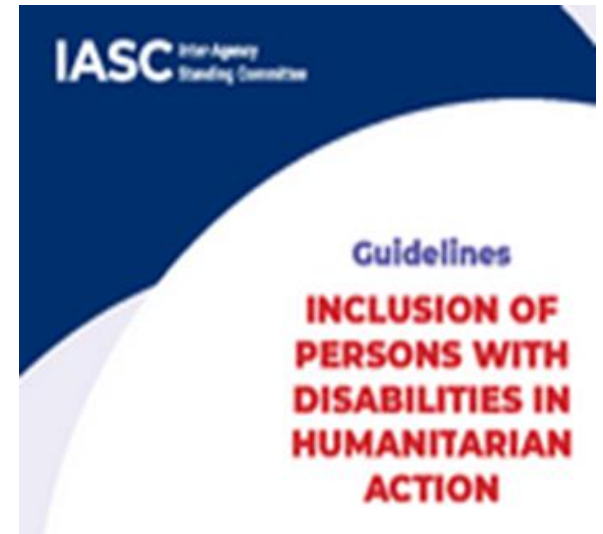 IASC Inter-Agency
Standing Committee
Guidelines
INCLUSION OF
PERSONS WITH
DISABILITIES IN
HUMANITARIAN
ACTION